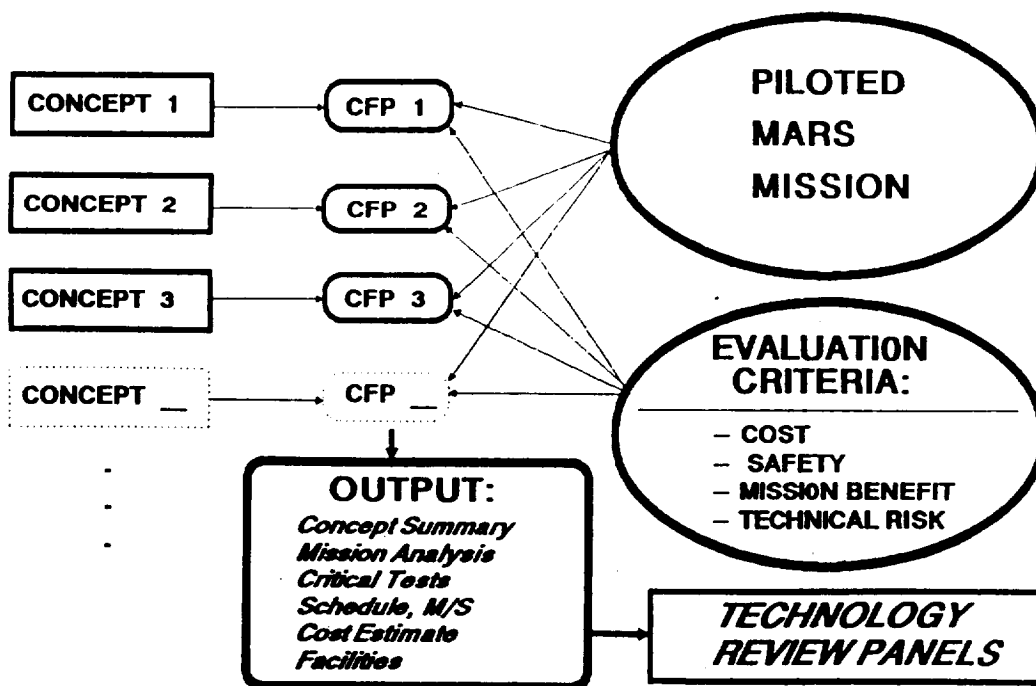 CONCEPT 1
CFP 1
CONCEPT 2
CFP 2
CONCEPT 3
CFP 3
CONCEPT __
CFP __
PILOTED
MARS
MISSION
EVALUATION
CRITERIA:
– COST
– SAFETY
– MISSION BENEFIT
– TECHNICAL RISK
OUTPUT:
Concept Summary
Mission Analysis
Critical Tests
Schedule, M/S
Cost Estimate
Facilities
TECHNOLOGY
REVIEW PANELS